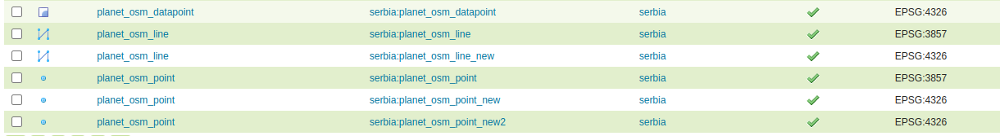 planet_osm_datapoint serbia:planet_osm_datapoint serbia EPSG:4326
planet_osm_line serbia:planet_osm_line serbia EPSG:3857
planet_osm_line serbia:planet_osm_line_new serbia EPSG:4326
planet_osm_point serbia:planet_osm_point serbia EPSG:3857
planet_osm_point serbia:planet_osm_point_new serbia EPSG:4326
planet_osm_point serbia:planet_osm_point_new2 serbia EPSG:4326